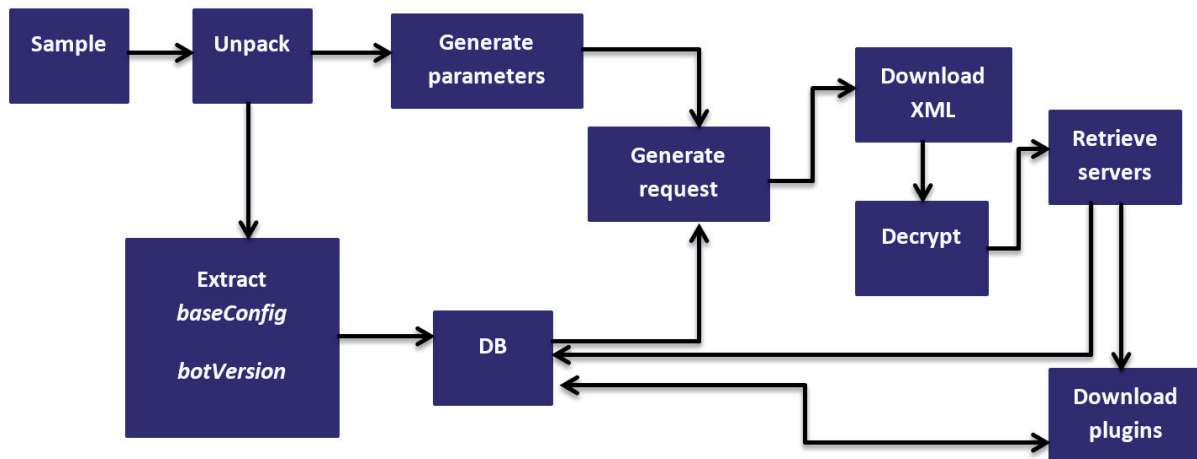 Sample
Unpack
Generate
parameters
Generate
request
Download
XML
Decrypt
Retrieve
servers
Extract
baseConfig
botVersion
DB
Download
plugins